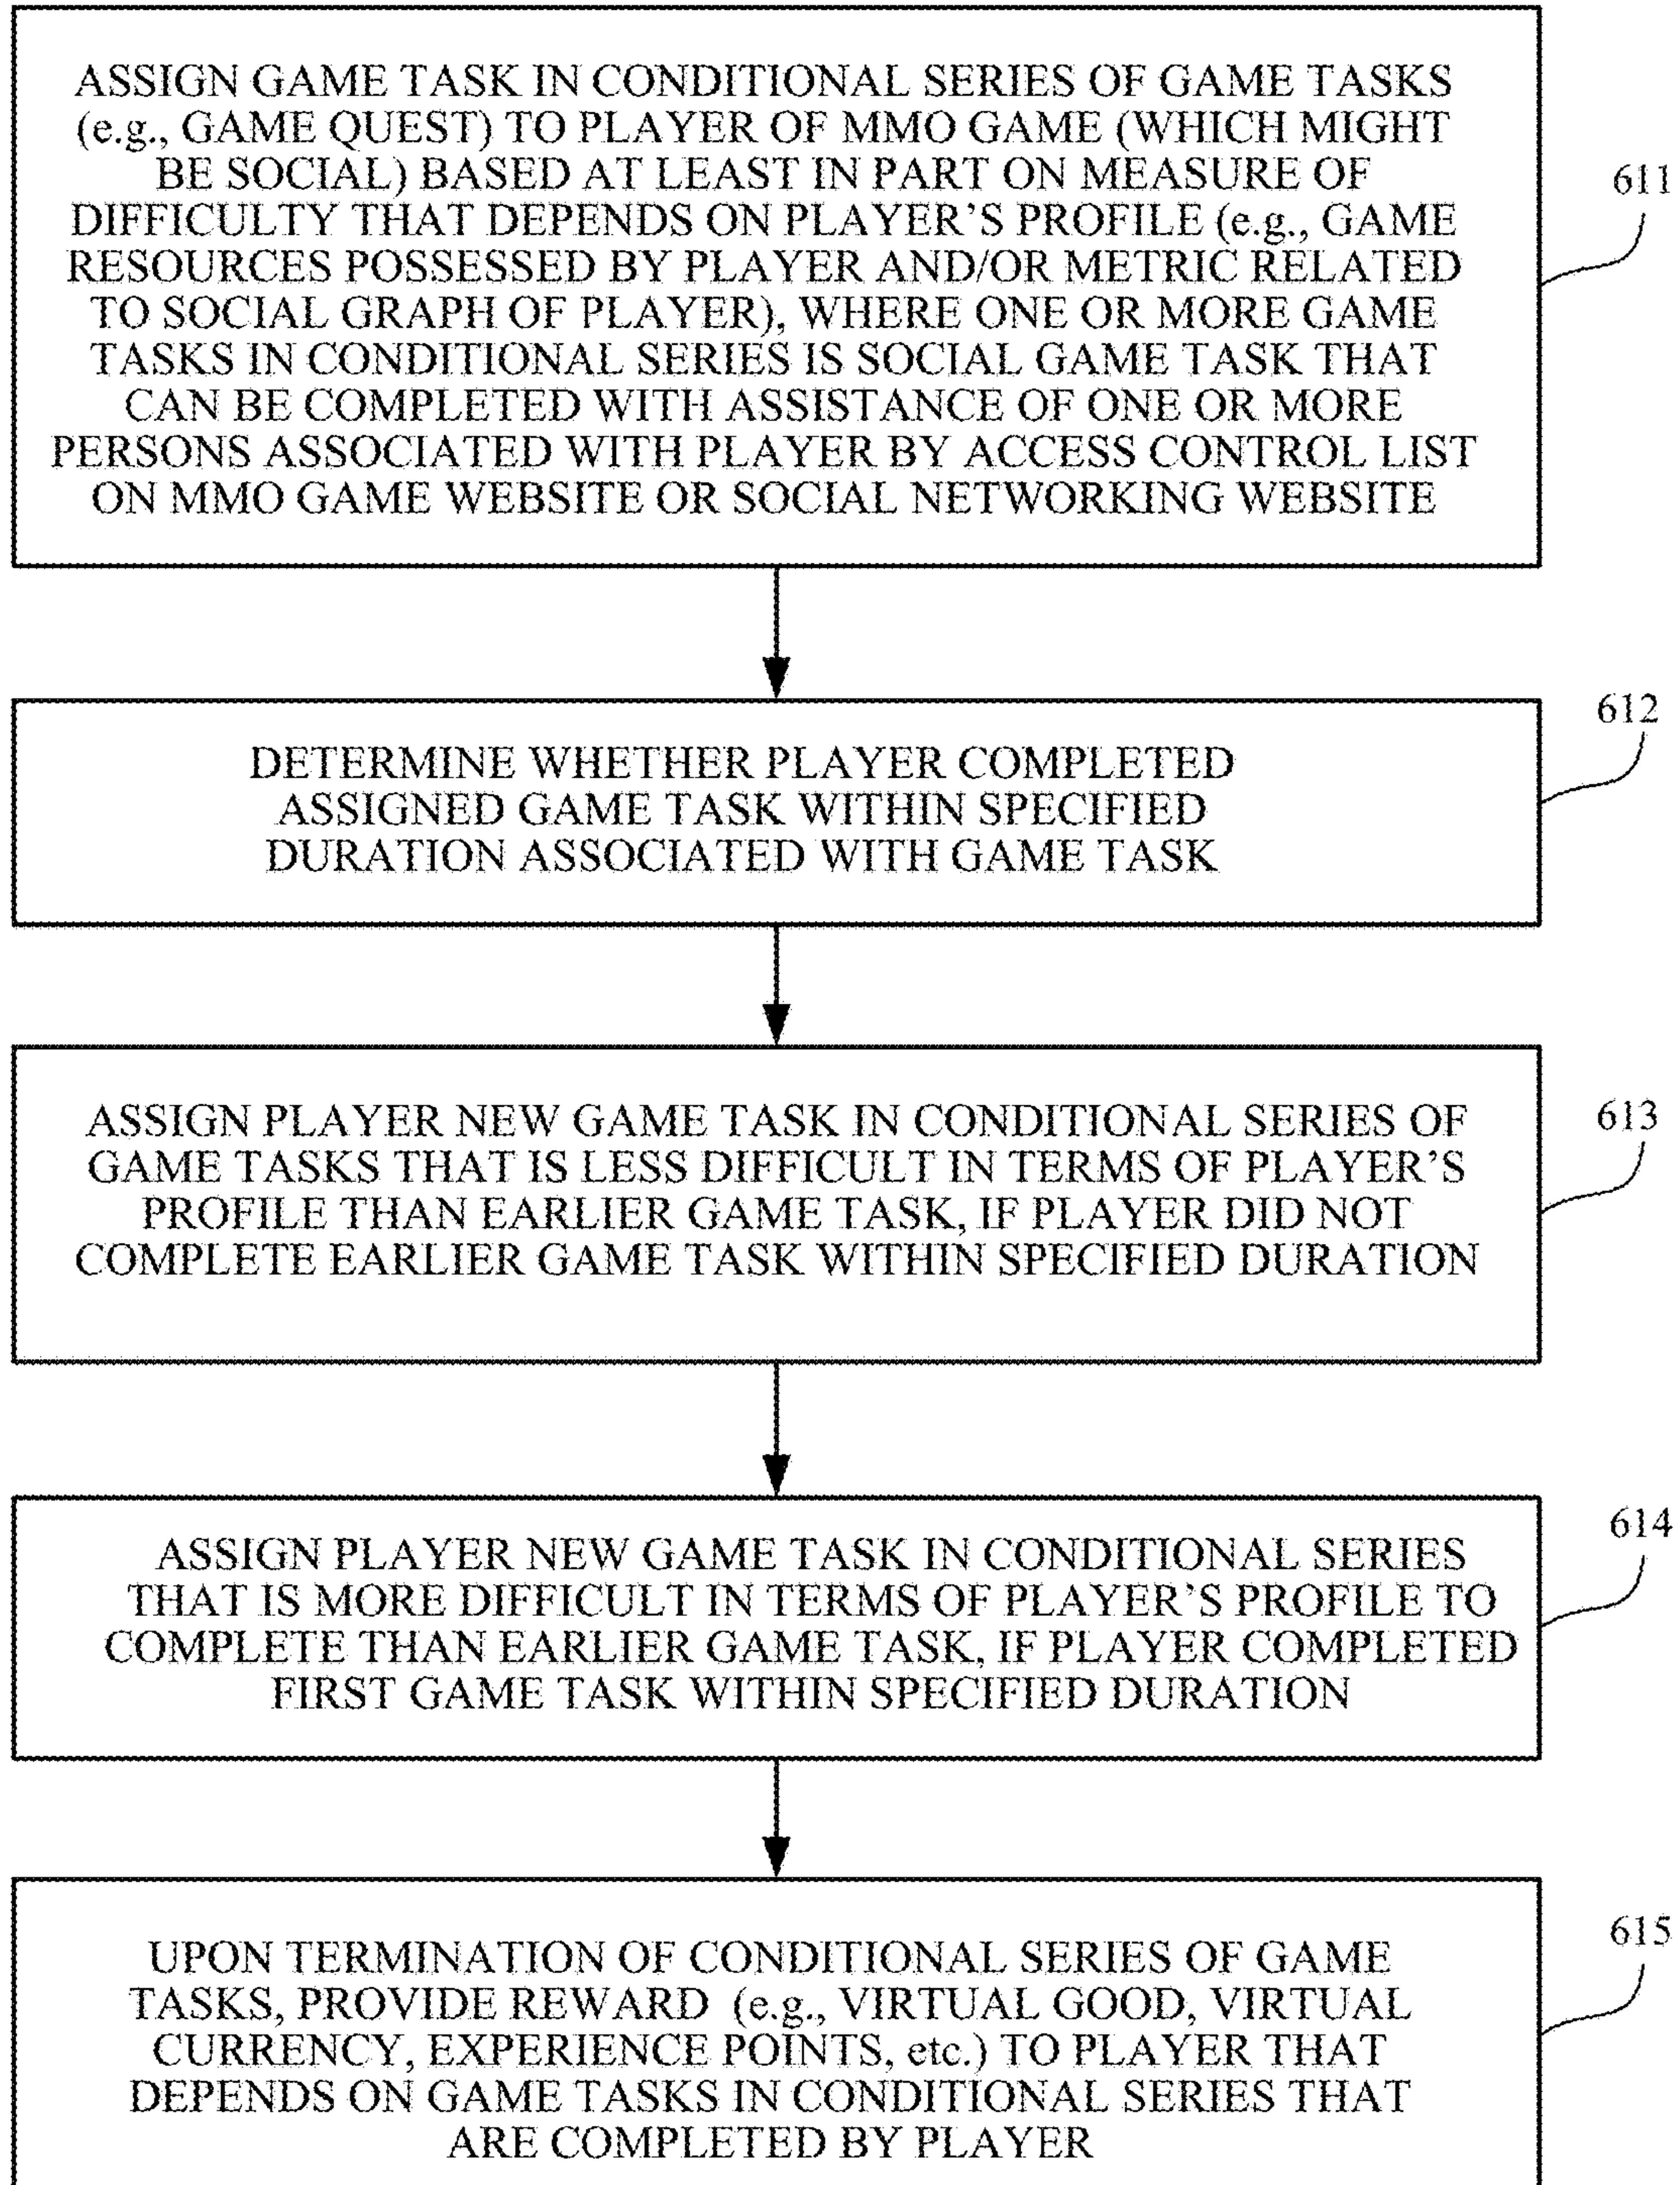 ASSIGN GAME TASK IN CONDITIONAL SERIES OF GAME TASKS
(e.g., GAME QUEST) TO PLAYER OF MMO GAME (WHICH MIGHT
BE SOCIAL) BASED AT LEAST IN PART ON MEASURE OF
DIFFICULTY THAT DEPENDS ON PLAYER'S PROFILE (e.g., GAME
RESOURCES POSSESSED BY PLAYER AND/OR METRIC RELATED
TO SOCIAL GRAPH OF PLAYER), WHERE ONE OR MORE GAME
TASKS IN CONDITIONAL SERIES IS SOCIAL GAME TASK THAT
CAN BE COMPLETED WITH ASSISTANCE OF ONE OR MORE
PERSONS ASSOCIATED WITH PLAYER BY ACCESS CONTROL LIST
ON MMO GAME WEBSITE OR SOCIAL NETWORKING WEBSITE
611
DETERMINE WHETHER PLAYER COMPLETED
ASSIGNED GAME TASK WITHIN SPECIFIED
DURATION ASSOCIATED WITH GAME TASK
612
ASSIGN PLAYER NEW GAME TASK IN CONDITIONAL SERIES OF
GAME TASKS THAT IS LESS DIFFICULT IN TERMS OF PLAYER'S
PROFILE THAN EARLIER GAME TASK, IF PLAYER DID NOT
COMPLETE EARLIER GAME TASK WITHIN SPECIFIED DURATION
613
ASSIGN PLAYER NEW GAME TASK IN CONDITIONAL SERIES
THAT IS MORE DIFFICULT IN TERMS OF PLAYER'S PROFILE TO
COMPLETE THAN EARLIER GAME TASK, IF PLAYER COMPLETED
FIRST GAME TASK WITHIN SPECIFIED DURATION
614
UPON TERMINATION OF CONDITIONAL SERIES OF GAME
TASKS, PROVIDE REWARD (e.g., VIRTUAL GOOD, VIRTUAL
CURRENCY, EXPERIENCE POINTS, etc.) TO PLAYER THAT
DEPENDS ON GAME TASKS IN CONDITIONAL SERIES THAT
ARE COMPLETED BY PLAYER
615